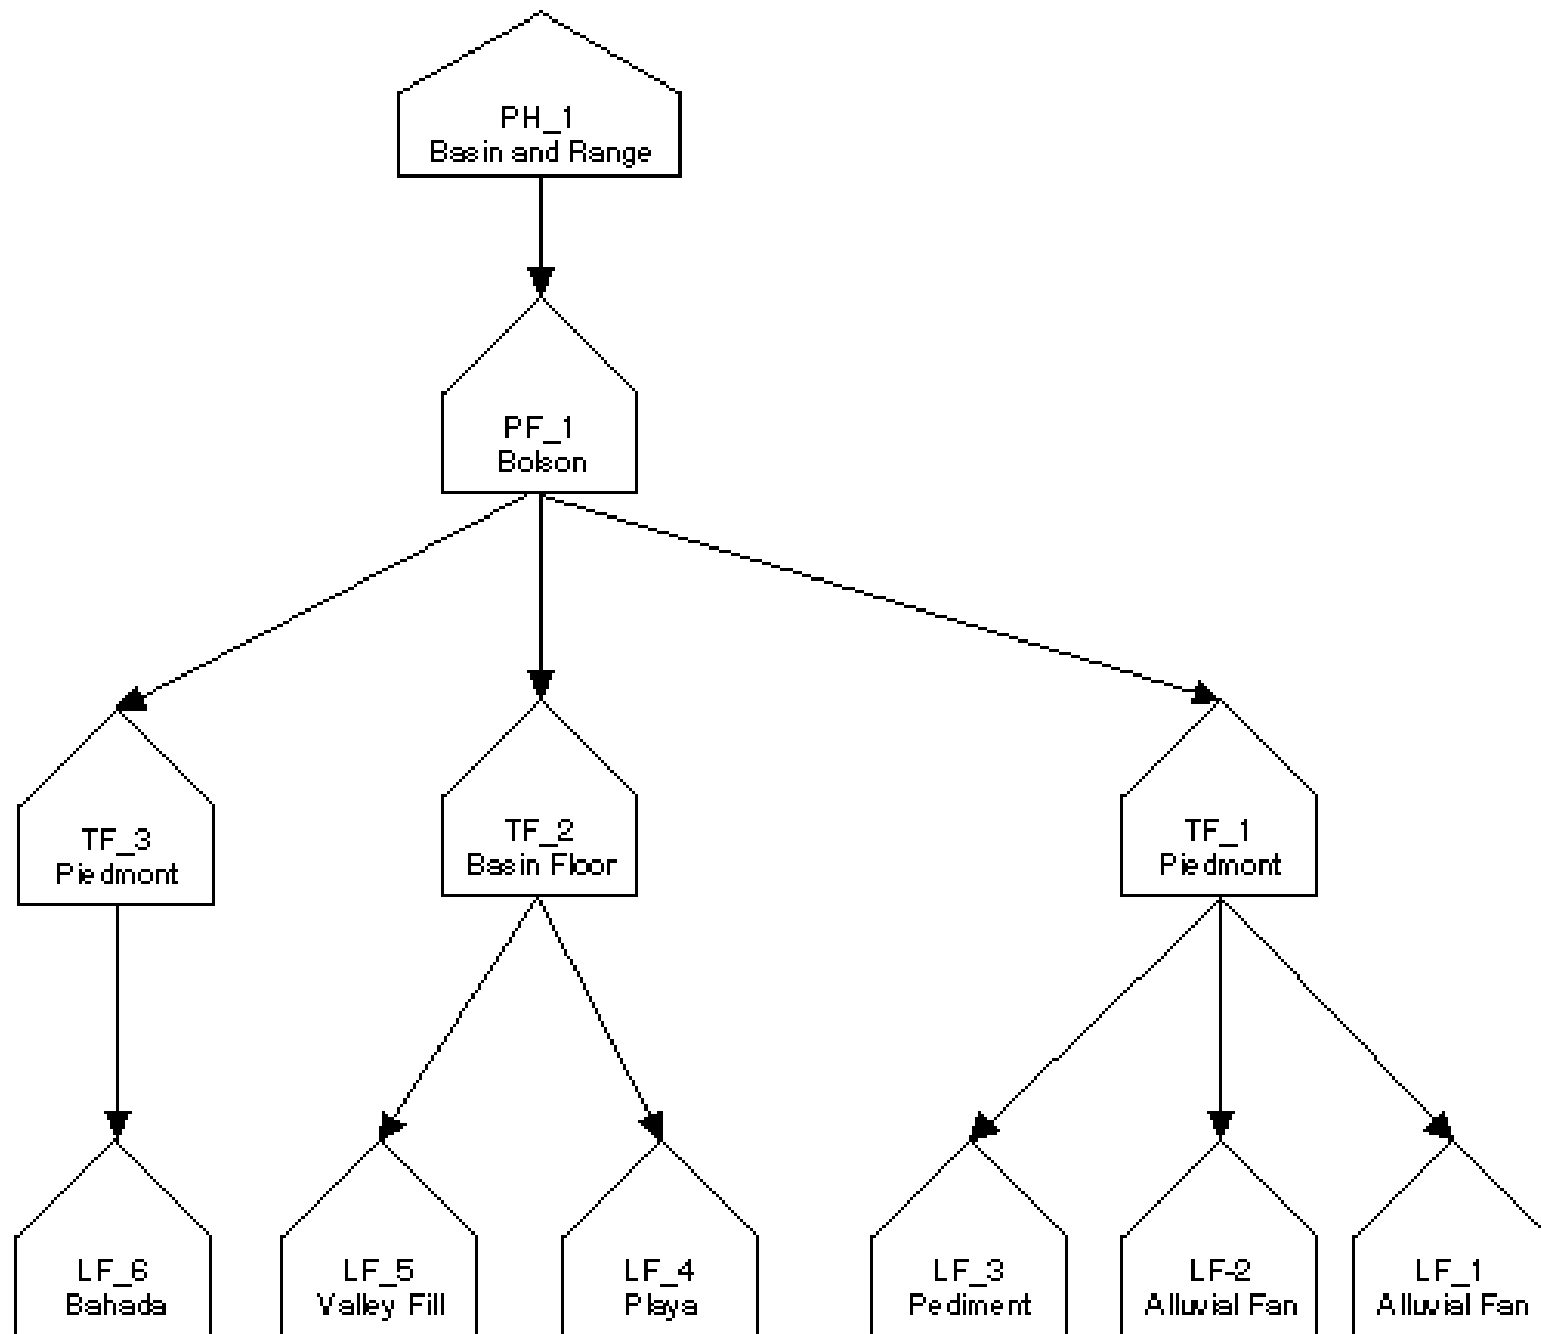 PH_1
Basin and Range
PF_1
Bolson
TF_3
Piedmont
TF_2
Basin Floor
TF_1
Piedmont
LF_6
Bahada
LF_5
Valley Fill
LF_4
Playa
LF_3
Pediment
LF-2
Alluvial Fan
LF_1
Alluvial Fan